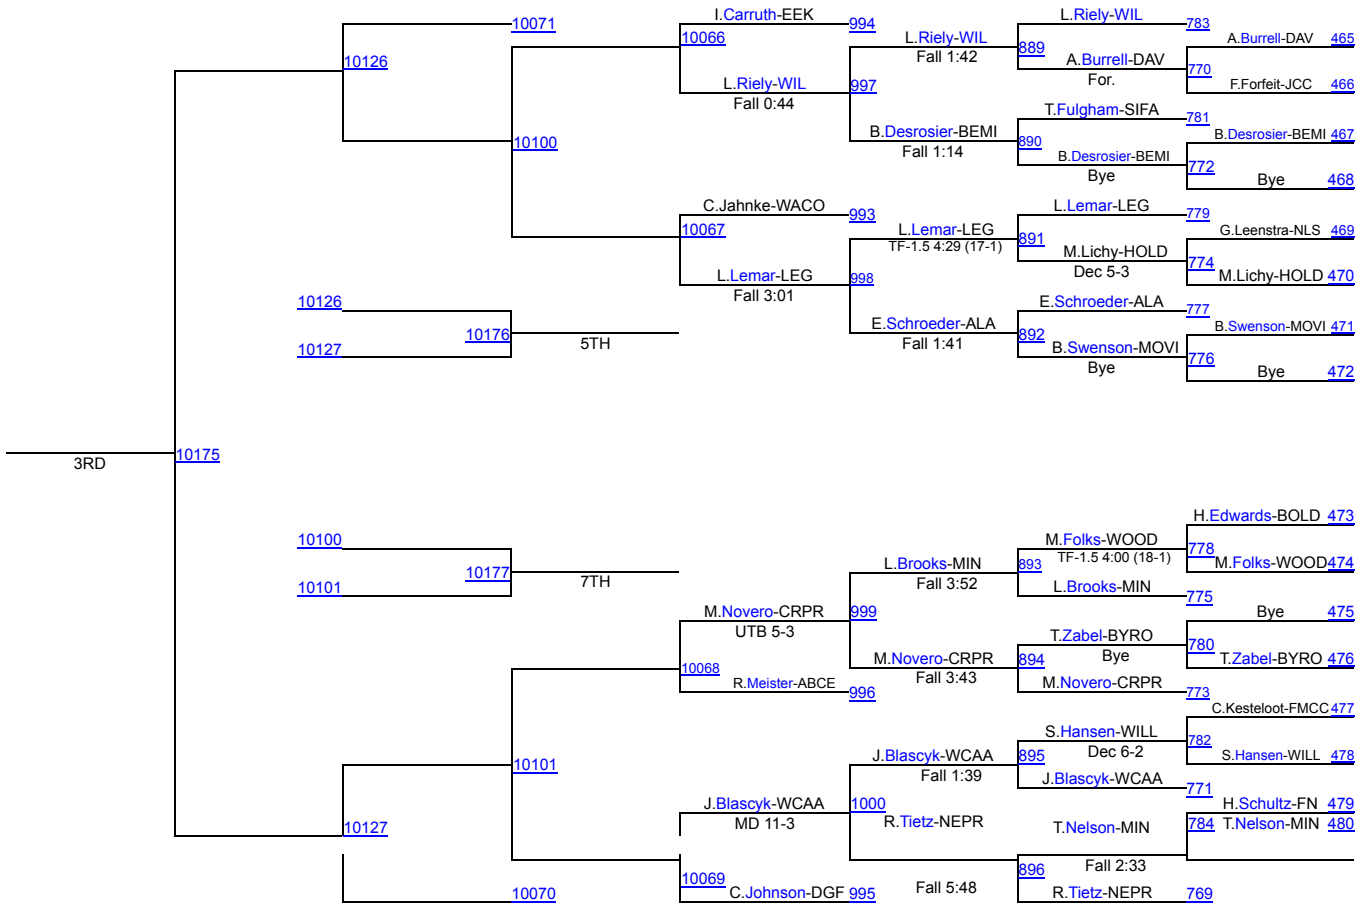 I.Carruth-EEK
L.Riely-WIL
10071
994
783
A.Burrell-DAV 465
10066
L.Riely-WIL
889
Fall 1:42
A.Burrell-DAV
10126
770
For.
L.Riely-WIL
997
F.Forfeit-JCC 466
Fall 0:44
T.Fulgham-SIFA
781
B.Desrosier-BEMI
B.Desrosier-BEMI 467
10100
890
Fall 1:14
B.Desrosier-BEMI
772
Bye
Bye 468
C.Jahnke-WACO
993
L.Lemar-LEG
779
10067
L.Lemar-LEG
G.Leenstra-NLS 469
891
TF-1.5 4:29 (17-1)
M.Lichy-HOLD
774
Dec 5-3
L.Lemar-LEG
998
M.Lichy-HOLD 470
Fall 3:01
10126
E.Schroeder-ALA
777
10176
E.Schroeder-ALA
B.Swenson-MOVI 471
892
5TH
Fall 1:41
B.Swenson-MOVI
10127
776
Bye
Bye 472
10175
3RD
H.Edwards-BOLD 473
10100
M.Folks-WOOD
778
TF-1.5 4:00 (18-1)
L.Brooks-MIN
893
M.Folks-WOOD 474
10177
7TH
Fall 3:52
10101
L.Brooks-MIN
775
M.Novero-CRPR
999
Bye 475
UTB 5-3
T.Zabel-BYRO
780
Bye
M.Novero-CRPR
894
T.Zabel-BYRO 476
10068
Fall 3:43
R.Meister-ABCE
996
M.Novero-CRPR
773
C.Kesteloot-FMCC 477
S.Hansen-WILL
782
Dec 6-2
10101
J.Blascyk-WCAA
895
S.Hansen-WILL 478
Fall 1:39
J.Blascyk-WCAA
771
J.Blascyk-WCAA
1000
H.Schultz-FN 479
10127
MD 11-3
R.Tietz-NEPR
T.Nelson-MIN
784
T.Nelson-MIN 480
Fall 2:33
896
10069
Fall 5:48
10070
C.Johnson-DGF 995
R.Tietz-NEPR
769